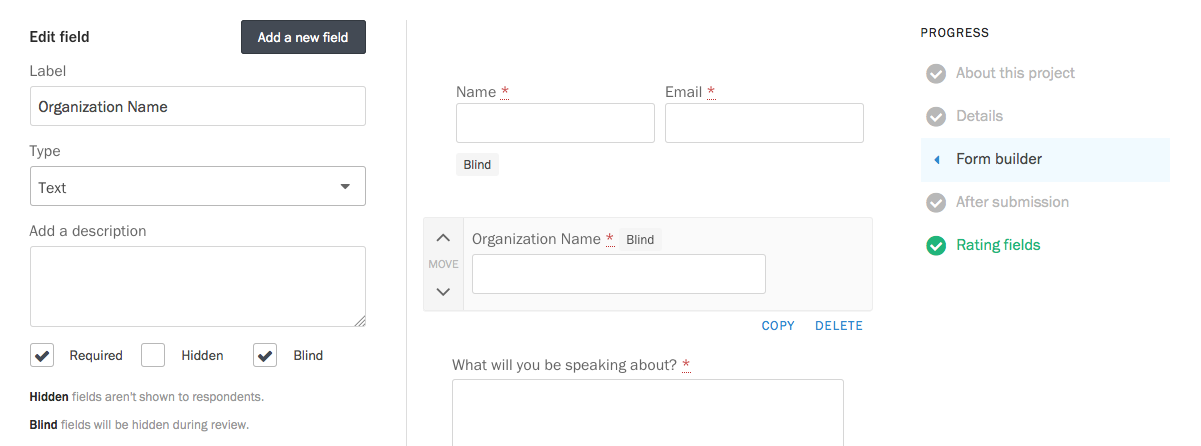 Edit field
Add a new field
Label
Organization Name
Type
Text
Add a description
Required
Hidden
Blind
Hidden fields aren't shown to respondents.
Blind fields will be hidden during review.
Name *
Email *
Blind
Organization Name * Blind
MOVE
COPY
DELETE
What will you be speaking about? *
PROGRESS
About this project
Details
Form builder
After submission
Rating fields